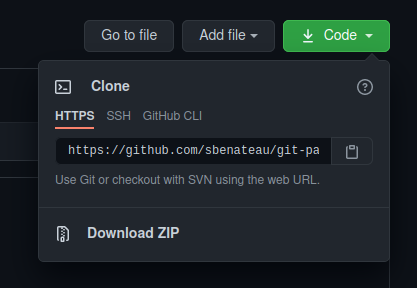 Go to file Add file Code
Clone
HTTPS SSH GitHub CLI
https://github.com/sbenateau/git-pa
Use Git or checkout with SVN using the web URL.
Download ZIP